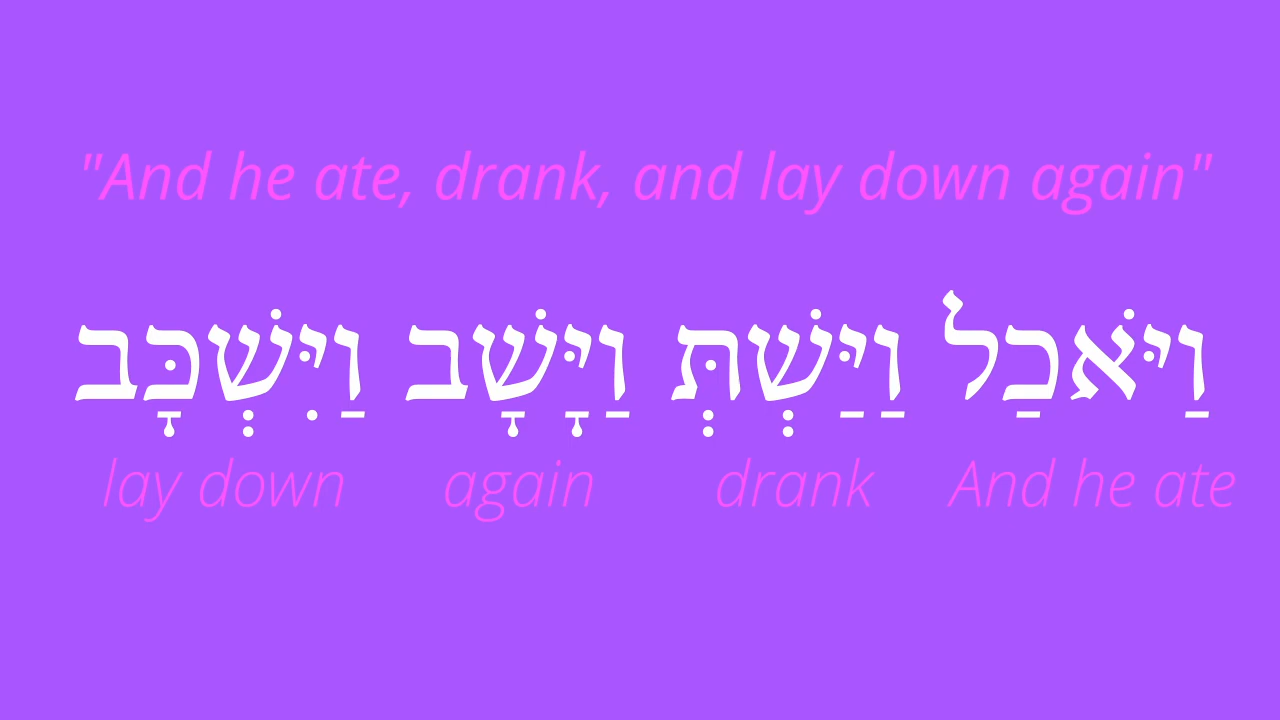 "And he ate, drank, and lay down again"
וַיֹּאכַל וַיַּשְׁתְּ וַיָּשָׁב וַיִּשְׁכָּב
lay down again drank And he ate